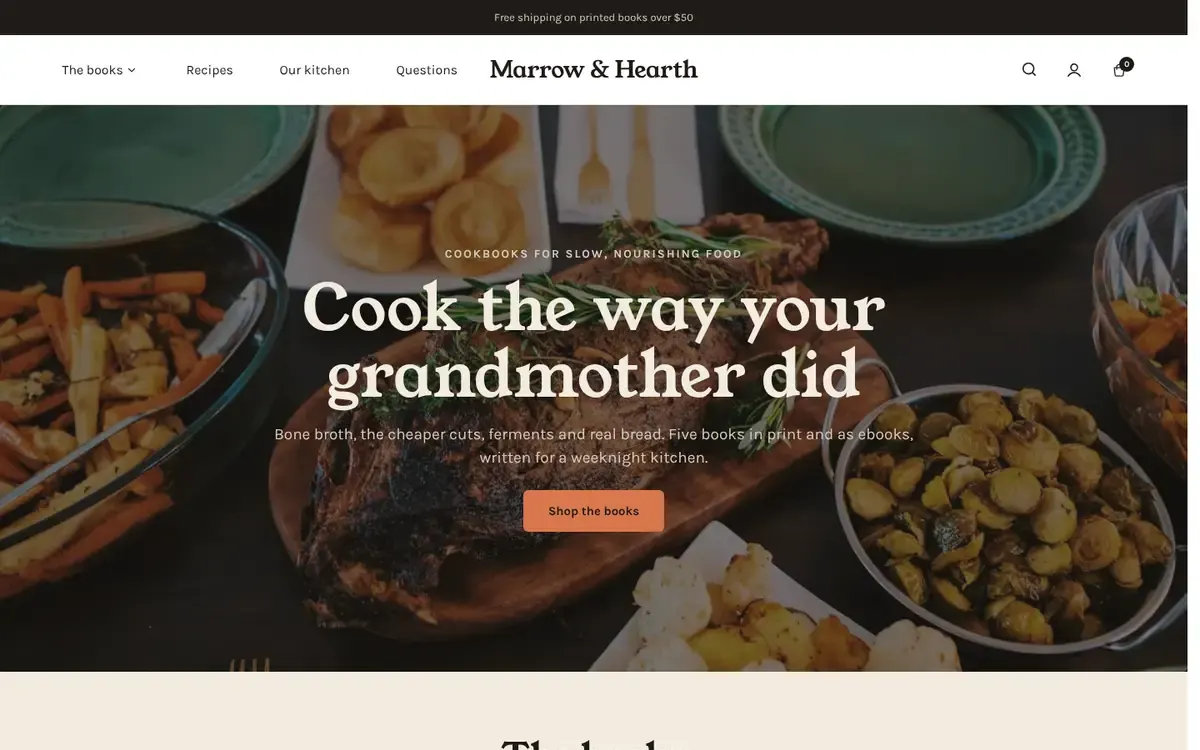 Free shipping on printed books over $50
The books
Recipes
Our kitchen
Questions
Marrow & Hearth
0
COOKBOOKS FOR SLOW, NOURISHING FOOD
Cook the way your
grandmother did
Bone broth, the cheaper cuts, ferments and real bread. Five books in print and as ebooks,
written for a weeknight kitchen.
Shop the books